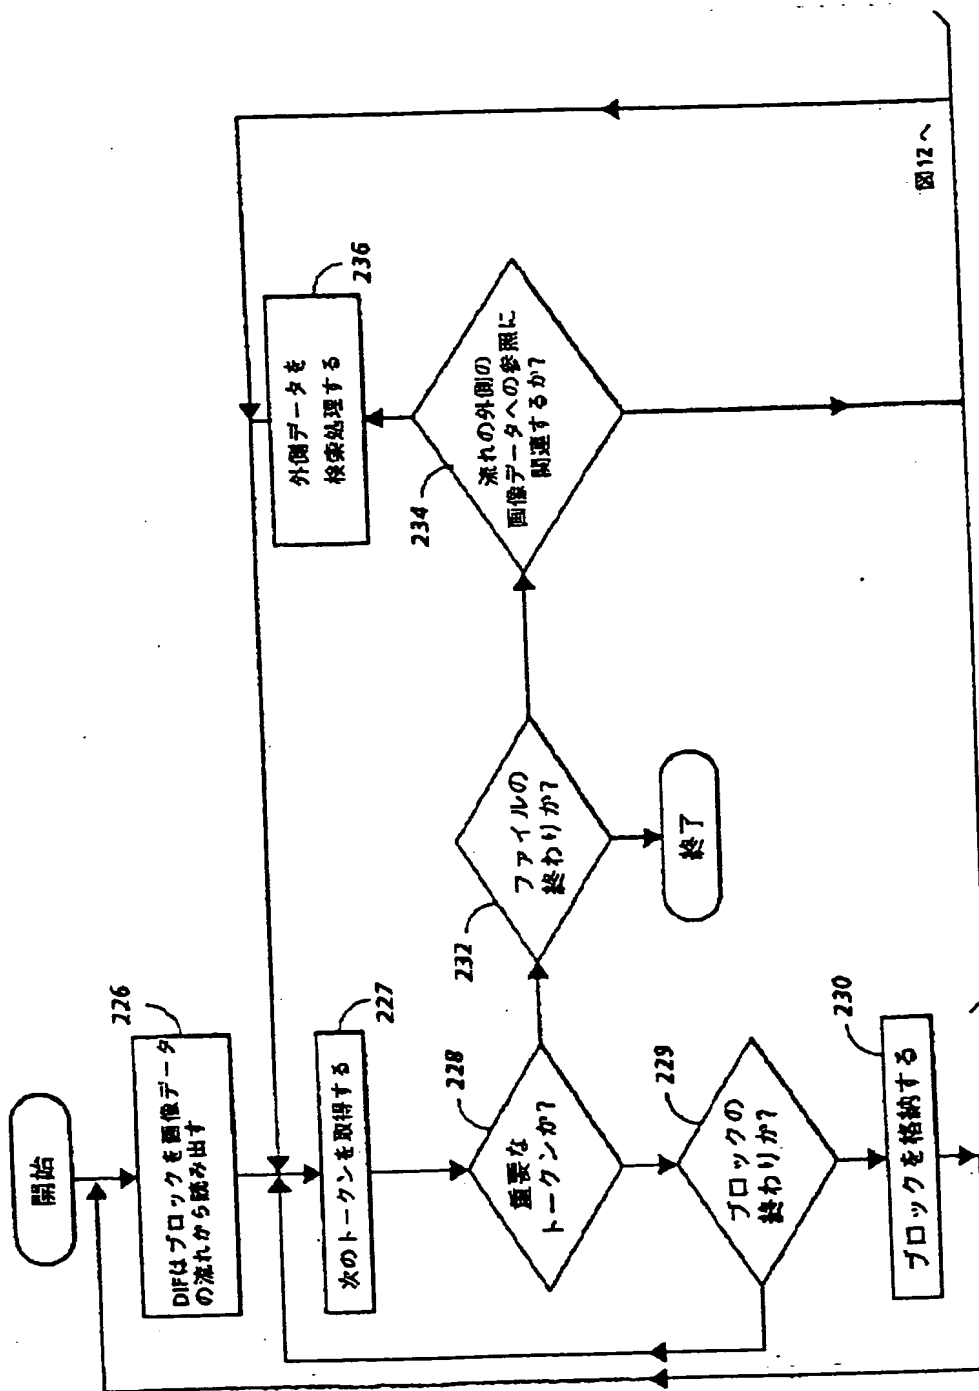 開始
226
DIFはブロックを画像データ
の流れから読み出す
227
次のトークンを取得する
228
重要な
トークンか?
229
ブロックの
終わりか?
230
ブロックを格納する
232
ファイルの
終わりか?
終了
234
流れの外側の
画像データへの参照に
関連するか?
236
外側データを
検索処理する
図12へ